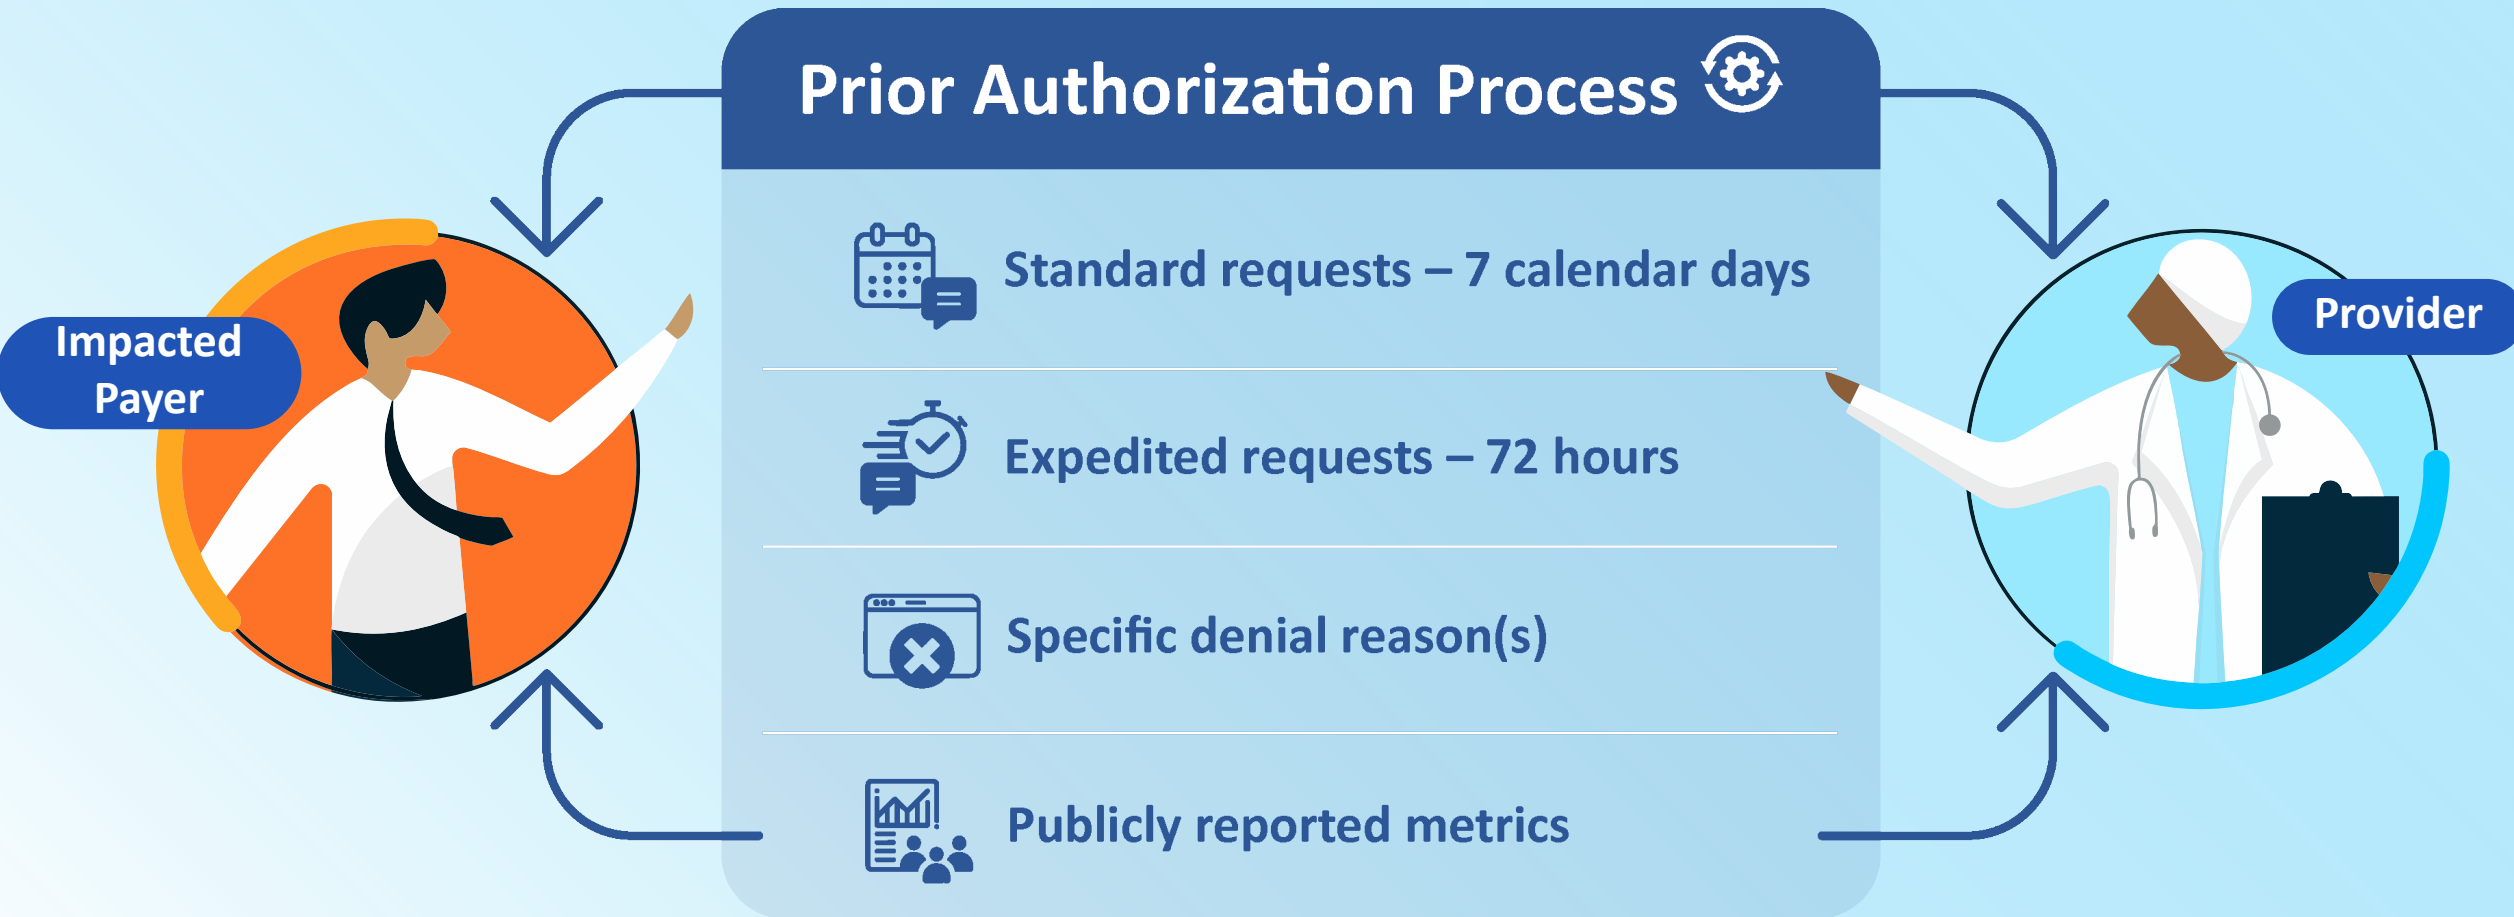 Prior Authorization Process
Standard requests – 7 calendar days
Expedited requests – 72 hours
Specific denial reason(s)
Publicly reported metrics
Impacted
Payer
Provider